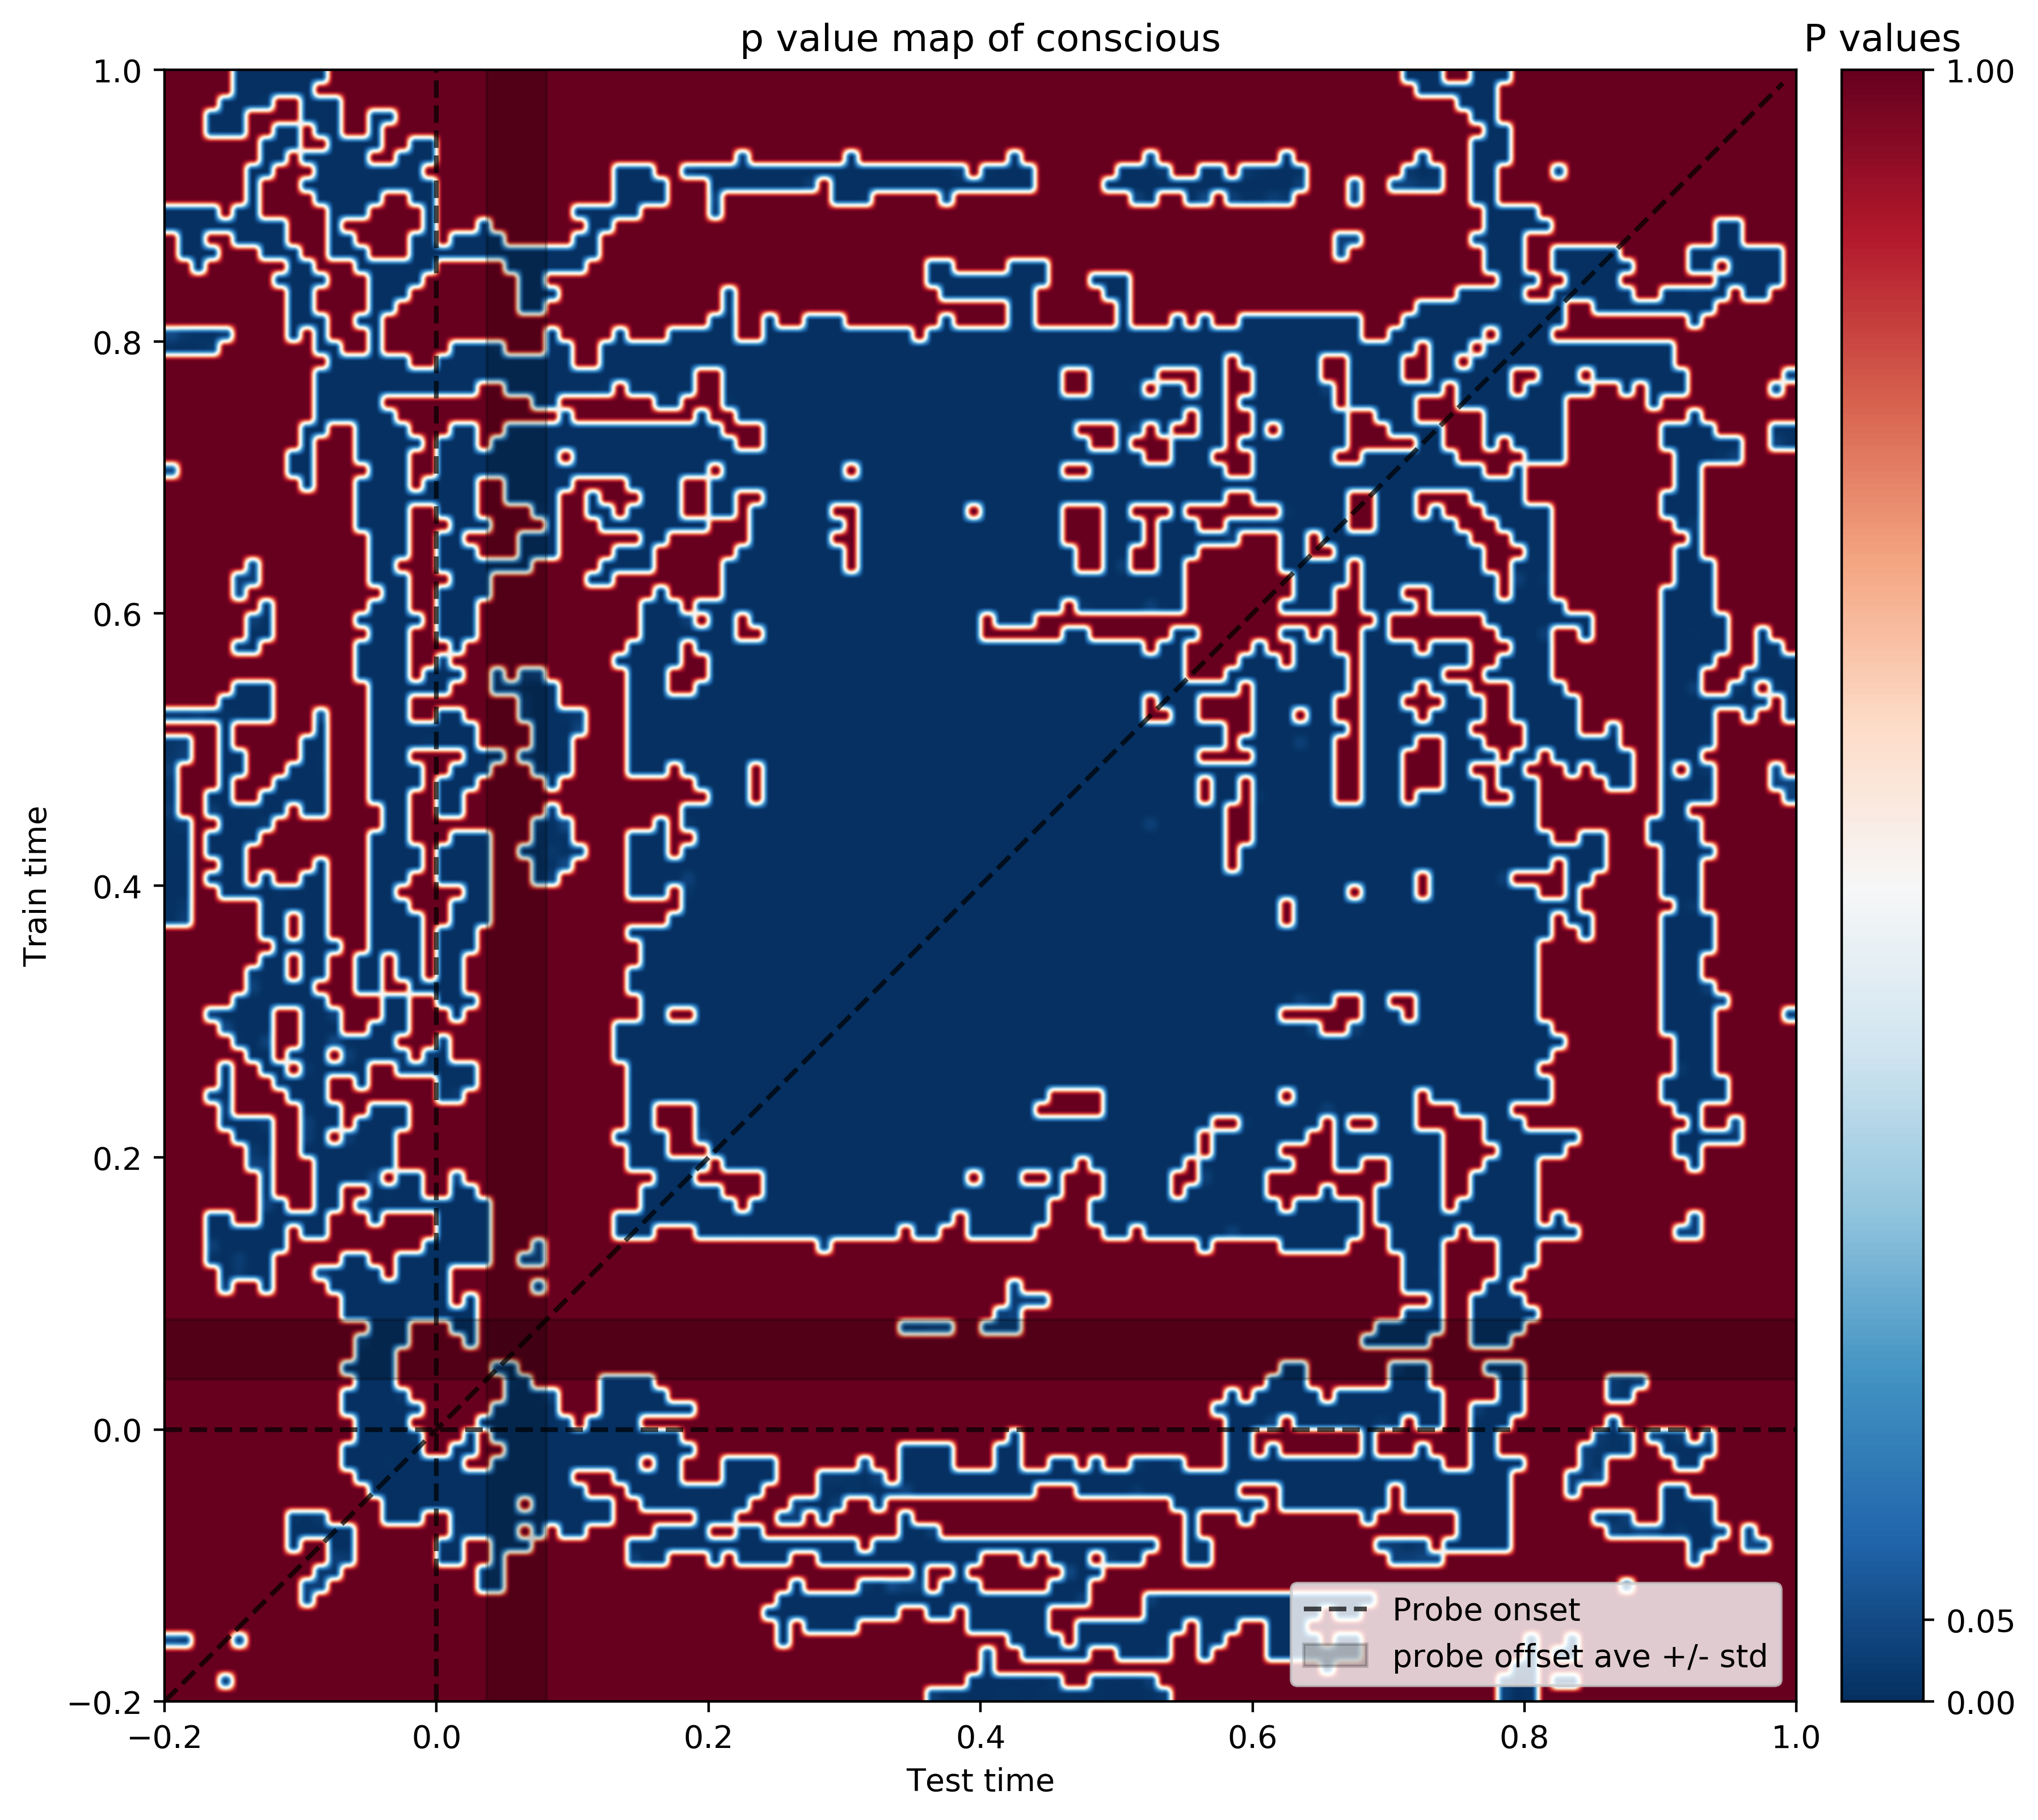 p value map of conscious
P values
1.0
0.8
0.6
0.4
0.2
0.0
−0.2
Train time
−0.2
0.0
0.2
0.4
0.6
0.8
1.0
Test time
Probe onset
probe offset ave +/- std
1.00
0.05
0.00